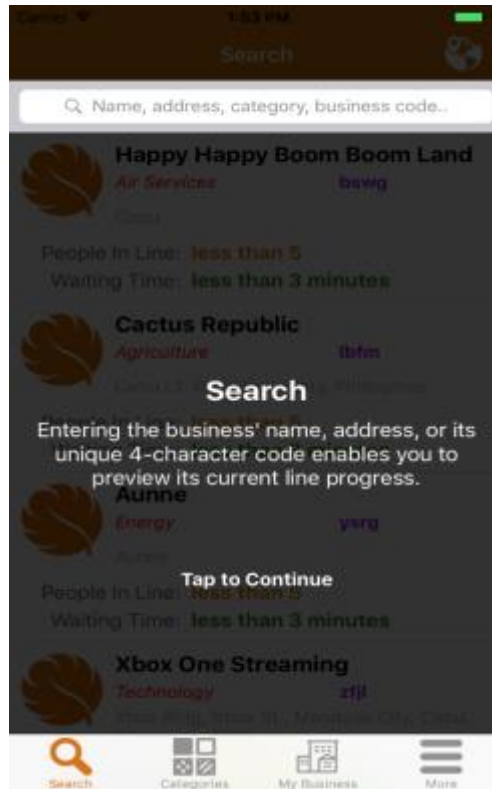 Carrier 1:53 PM
Search
Name, address, category, business code..
Happy Happy Boom Boom Land
Air Services bswg
People In Line: less than 5
Waiting Time: less than 3 minutes
Cactus Republic
Agriculture lbfm
Search
Entering the business' name, address, or its
unique 4-character code enables you to
preview its current line progress.
Aunne
Energy ysrg
Aunne
Tap to Continue
People In Line: less than 5
Waiting Time: less than 3 minutes
Xbox One Streaming
Technology zfjl
Search Categories My Business More